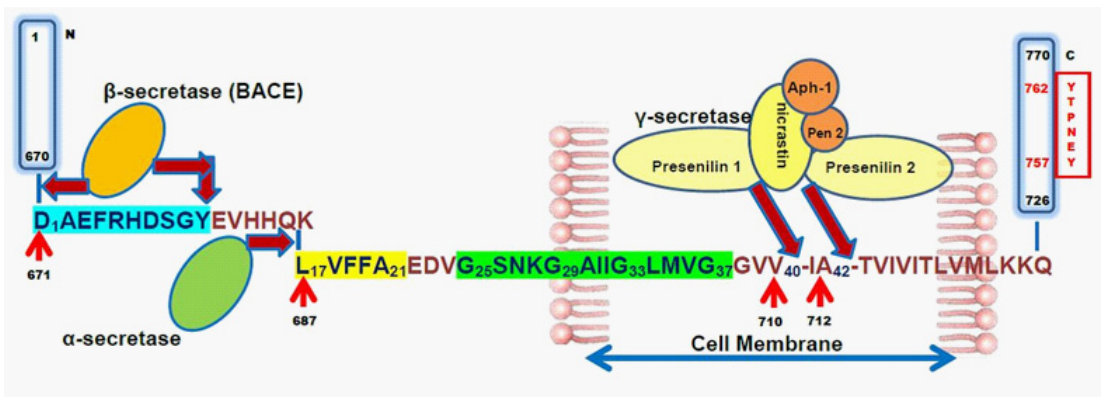 1
N
670
β-secretase (BACE)
D1AEFRHDSGYEVHHQK
671
α-secretase
L17VFFA21EDVG25SNKG29AIIG33LMVG37GVV40-IA42-TVIVITLVMLKKQ
687
710
712
γ-secretase
Aph-1
nicrastin
Pen 2
Presenilin 1
Presenilin 2
Cell Membrane
770
C
762
757
726
Y
T
P
N
E
Y